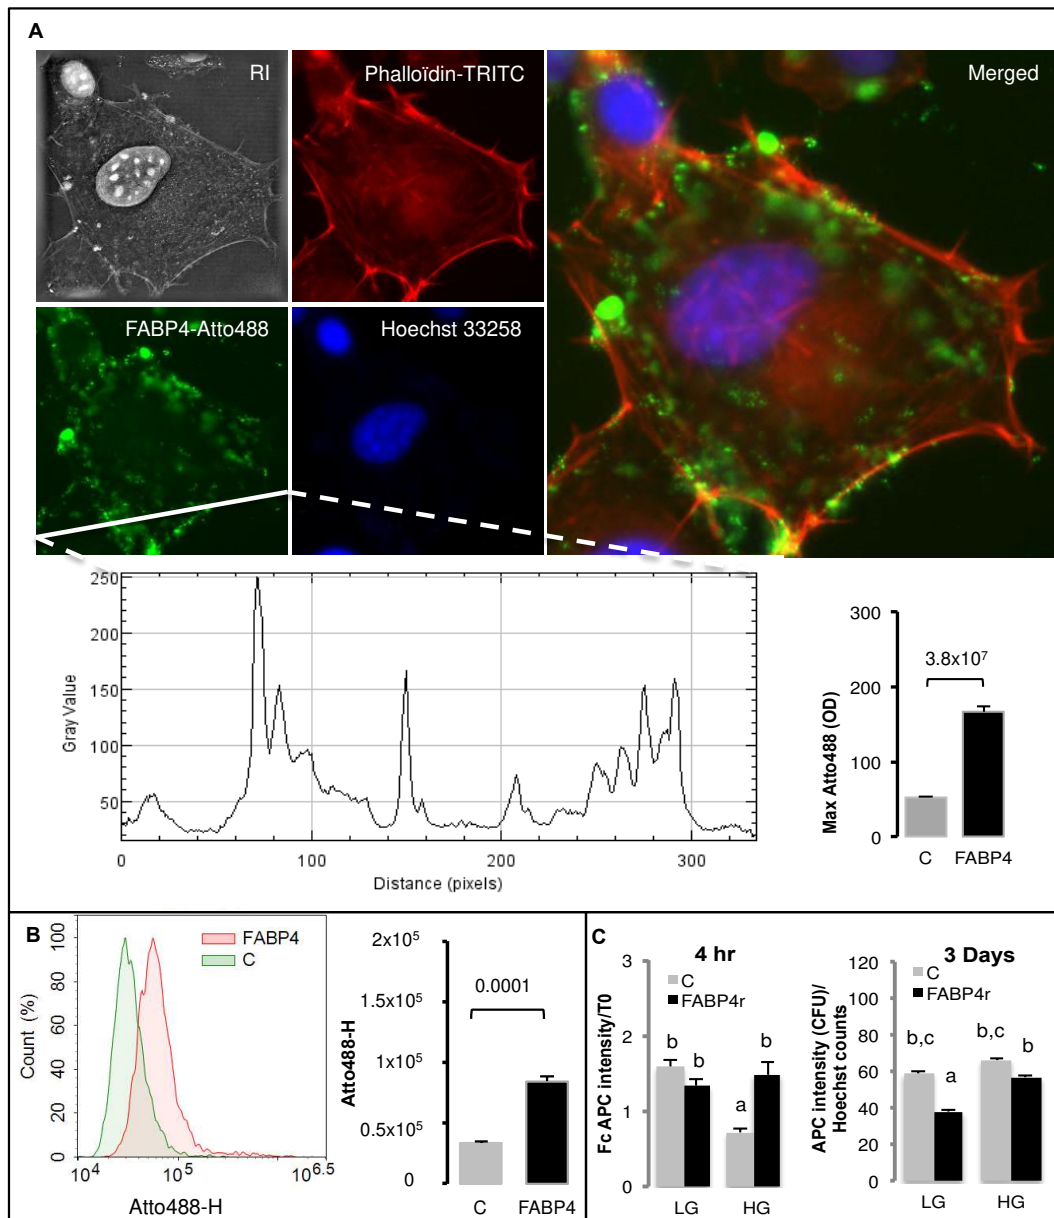 A
RI
Phalloïdin-TRITC
Merged
FABP4-Atto488
Hoechst 33258
250
200
150
100
50
Gray Value
0
100
200
300
Distance (pixels)
300
200
100
0
Max Atto488 (OD)
3.8x10⁷
C
FABP4
B
100
80
60
40
20
0
Count (%)
FABP4
C
10⁴
10⁵
10⁶·⁵
Atto488-H
2x10⁵
1.5x10⁵
1x10⁵
0.5x10⁵
0
Atto488-H
0.0001
C
FABP4
C
4 hr
3
2
1
0
Fc APC intensity/T0
C
FABP4r
b
b
a
b
LG
HG
3 Days
120
100
80
60
40
20
0
APC intensity (CFU)/
Hoechst counts
C
FABP4r
b,c
a
b,c
b
LG
HG